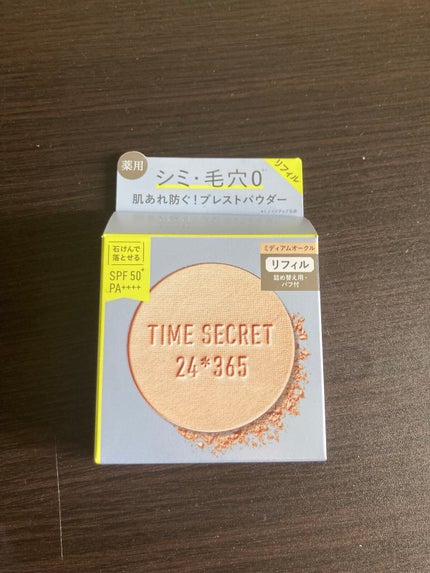 薬用
シミ・毛穴0
リフィル
肌あれ防ぐ!プレストパウダー
石けんで
落とせる
SPF 50+
PA++++
ミディアムオークル
リフィル
詰め替え用・
パフ付
TIME SECRET
24*365